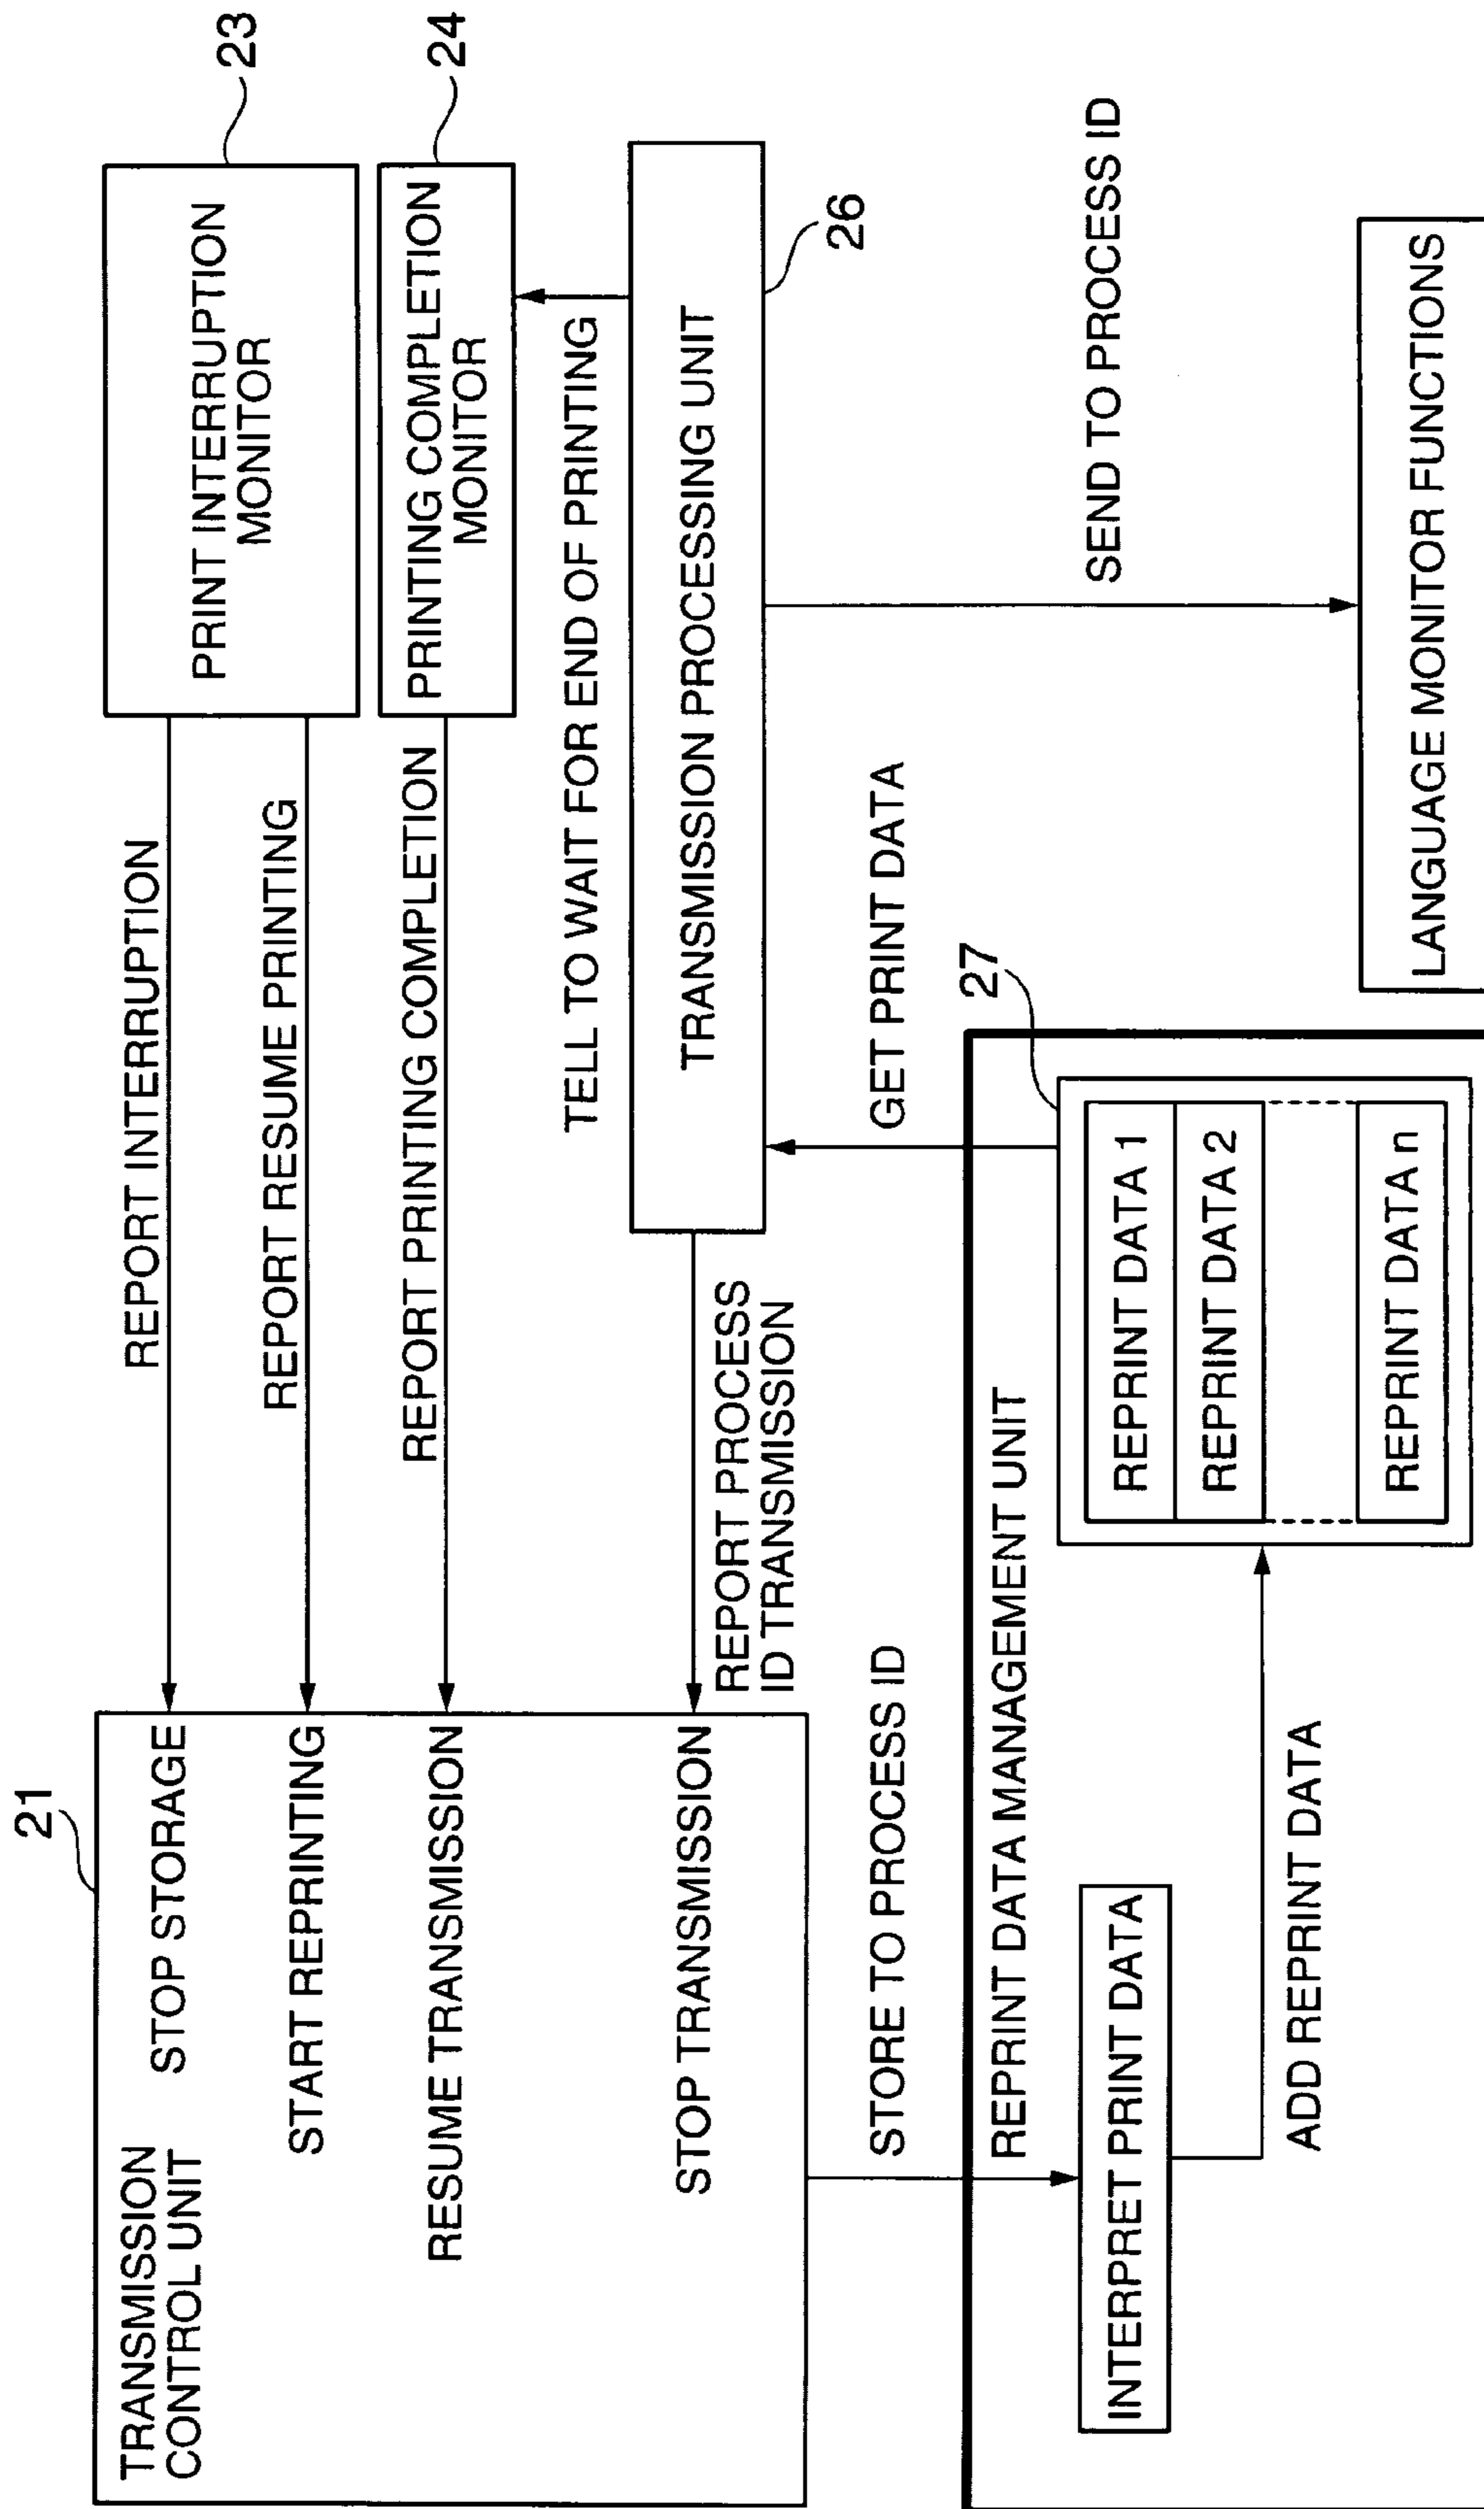 21
TRANSMISSION
CONTROL UNIT
STOP STORAGE
START REPRINTING
RESUME TRANSMISSION
STOP TRANSMISSION
REPORT INTERRUPTION
REPORT RESUME PRINTING
REPORT PRINTING COMPLETION
REPORT PROCESS
ID TRANSMISSION
PRINT INTERRUPTION
MONITOR
23
PRINTING COMPLETION
MONITOR
24
TELL TO WAIT FOR END OF PRINTING
TRANSMISSION PROCESSING UNIT
26
STORE TO PROCESS ID
GET PRINT DATA
SEND TO PROCESS ID
REPRINT DATA MANAGEMENT UNIT
27
INTERPRET PRINT DATA
ADD REPRINT DATA
REPRINT DATA 1
REPRINT DATA 2
REPRINT DATA n
LANGUAGE MONITOR FUNCTIONS